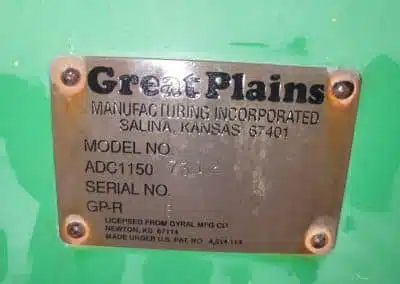 Great Plains
MANUFACTURING INCORPORATED
SALINA, KANSAS 67401
MODEL NO.
ADC1150
SERIAL NO.
GP-R
LICENSED FROM GYRAL MFG CO.
NEWTON, KS 67114
MADE UNDER U.S. PAT NO.